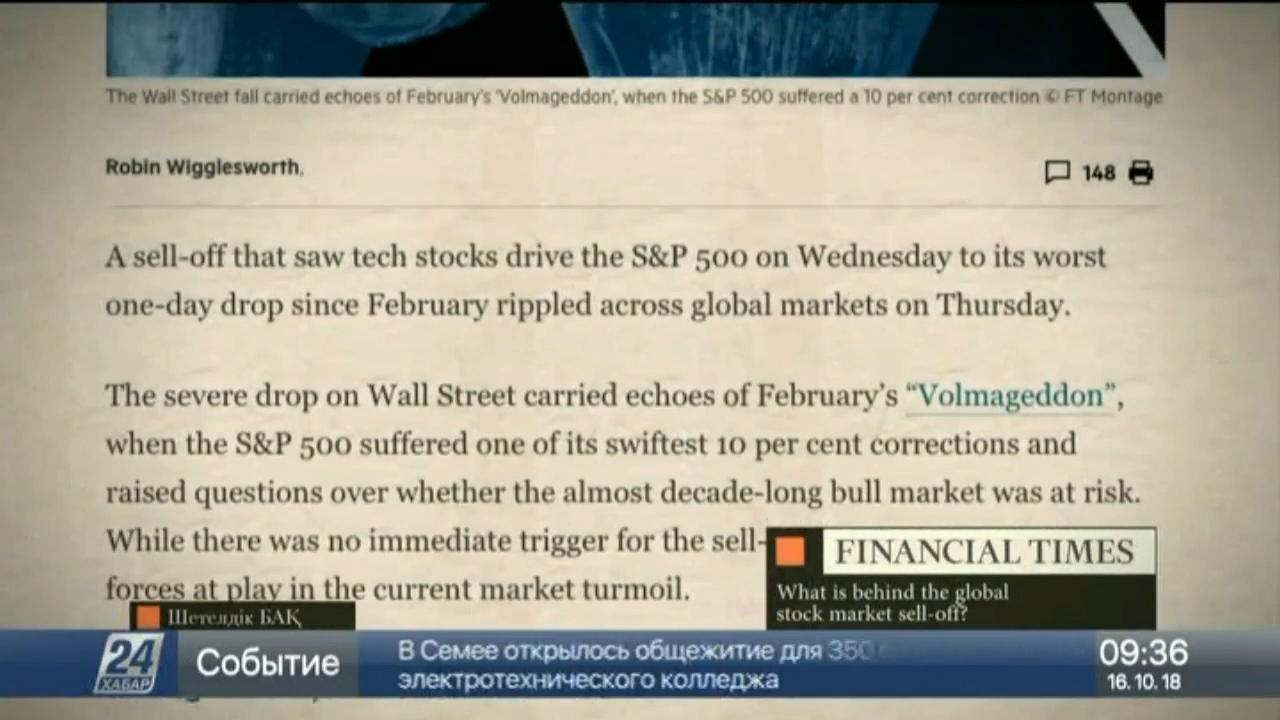 The Wall Street fall carried echoes of February's 'Volmageddon', when the S&P 500 suffered a 10 per cent correction © FT Montage
Robin Wigglesworth,
148
A sell-off that saw tech stocks drive the S&P 500 on Wednesday to its worst
one-day drop since February rippled across global markets on Thursday.
The severe drop on Wall Street carried echoes of February's “Volmageddon”,
when the S&P 500 suffered one of its swiftest 10 per cent corrections and
raised questions over whether the almost decade-long bull market was at risk.
While there was no immediate trigger for the sell-
forces at play in the current market turmoil.
FINANCIAL TIMES
What is behind the global
stock market sell-off?
Шетелдік БАҚ
24
ХАБАР
Событие
В Семее открылось общежитие для 350
электротехнического колледжа
09:36
16.10.18